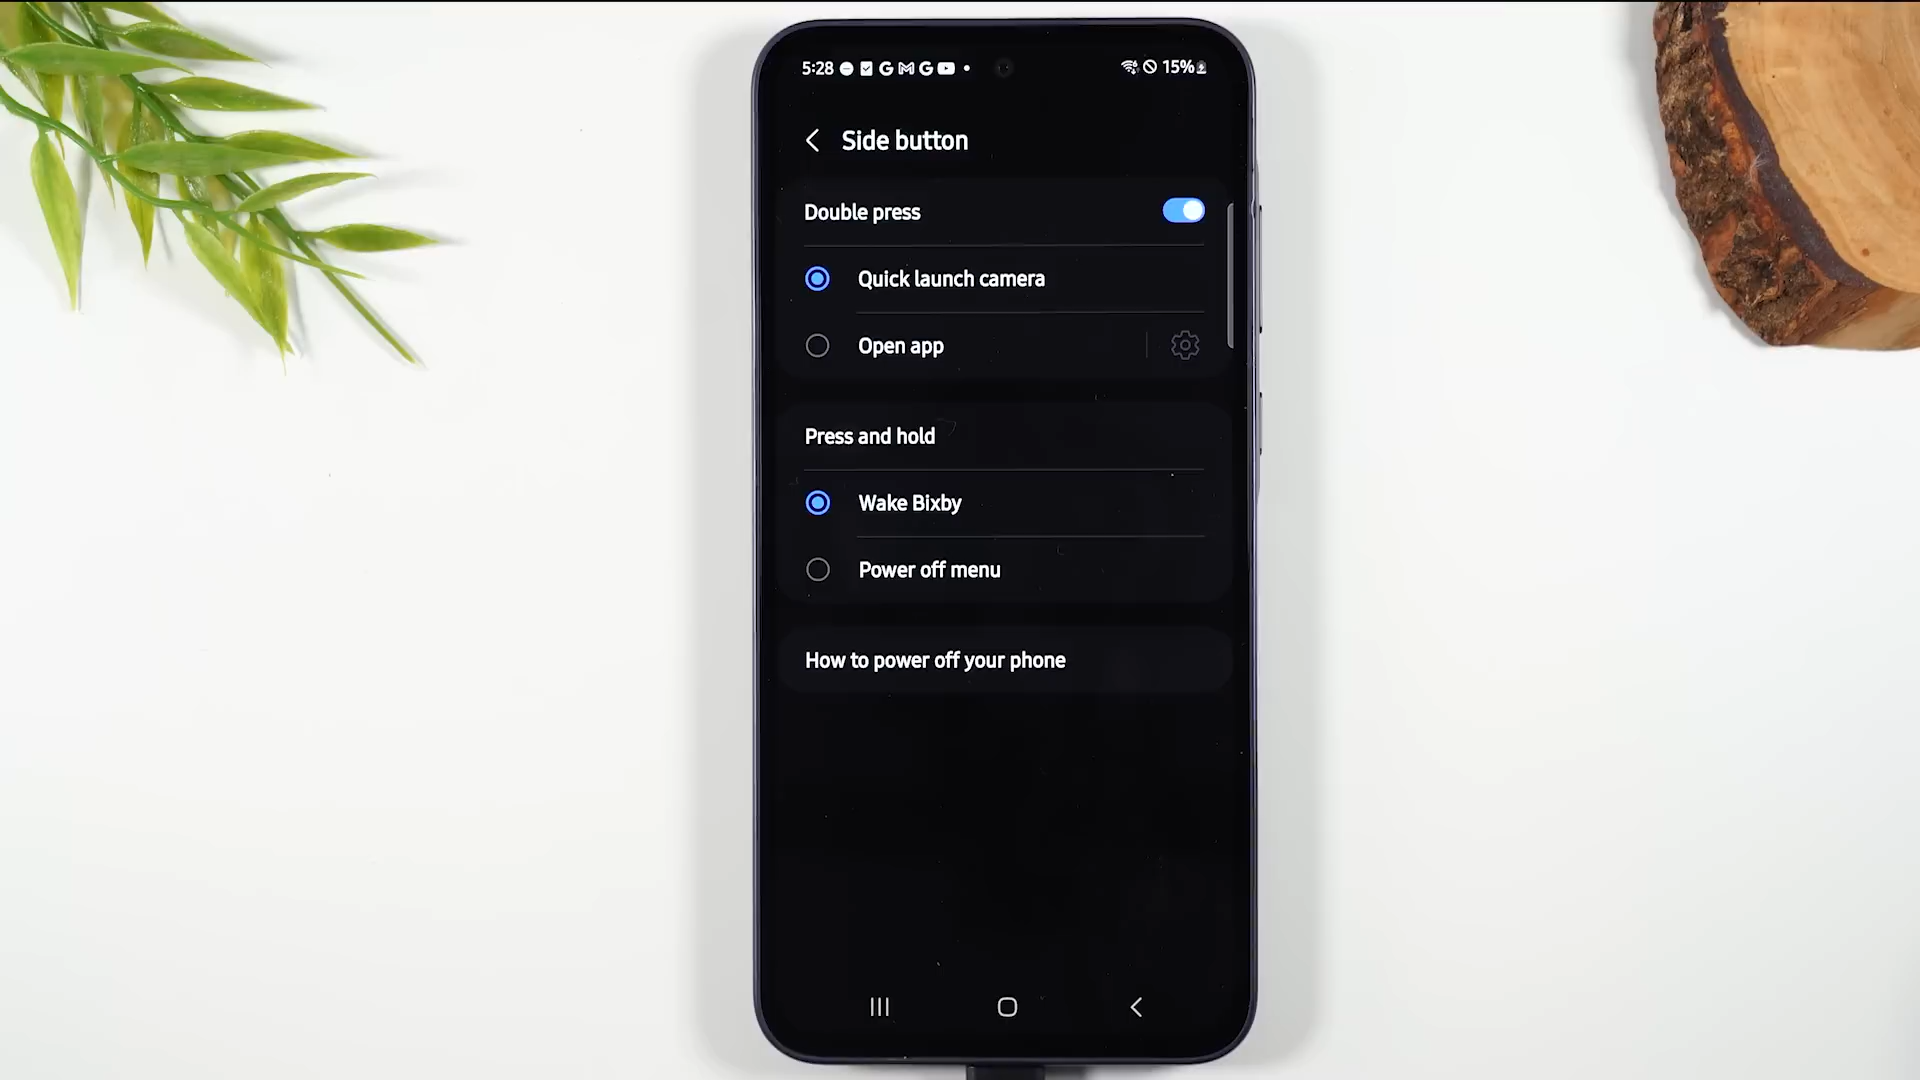 5:28 15%
Side button
Double press
Quick launch camera
Open app
Press and hold
Wake Bixby
Power off menu
How to power off your phone